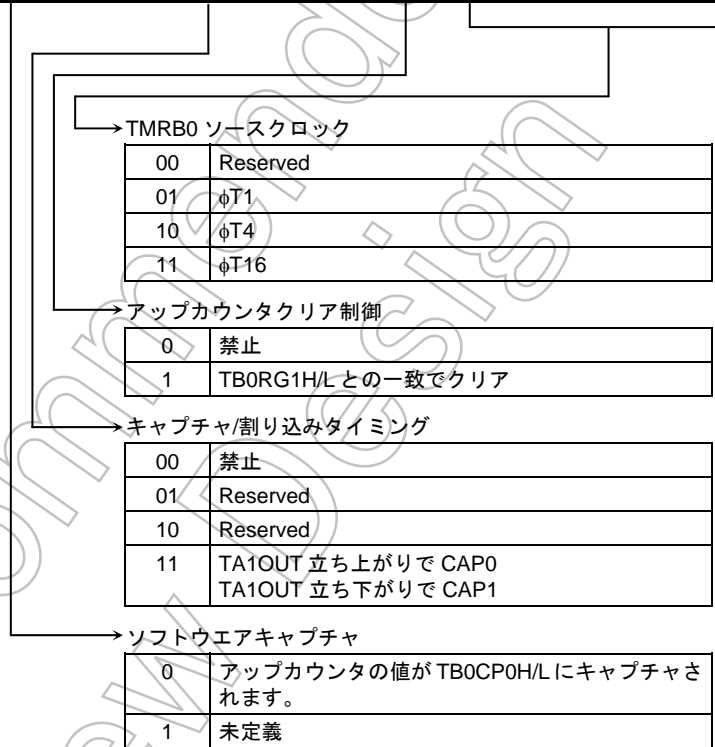 TMRB0 ソースクロック
00 Reserved
01 φT1
10 φT4
11 φT16
アップカウンタクリア制御
0 禁止
1 TB0RG1H/L との一致でクリア
キャプチャ/割り込みタイミング
00 禁止
01 Reserved
10 Reserved
11 TA1OUT 立ち上がりで CAP0
TA1OUT 立ち下がりで CAP1
ソフトウエアキャプチャ
0 アップカウンタの値が TB0CP0H/L にキャプチャさ
れます。
1 未定義